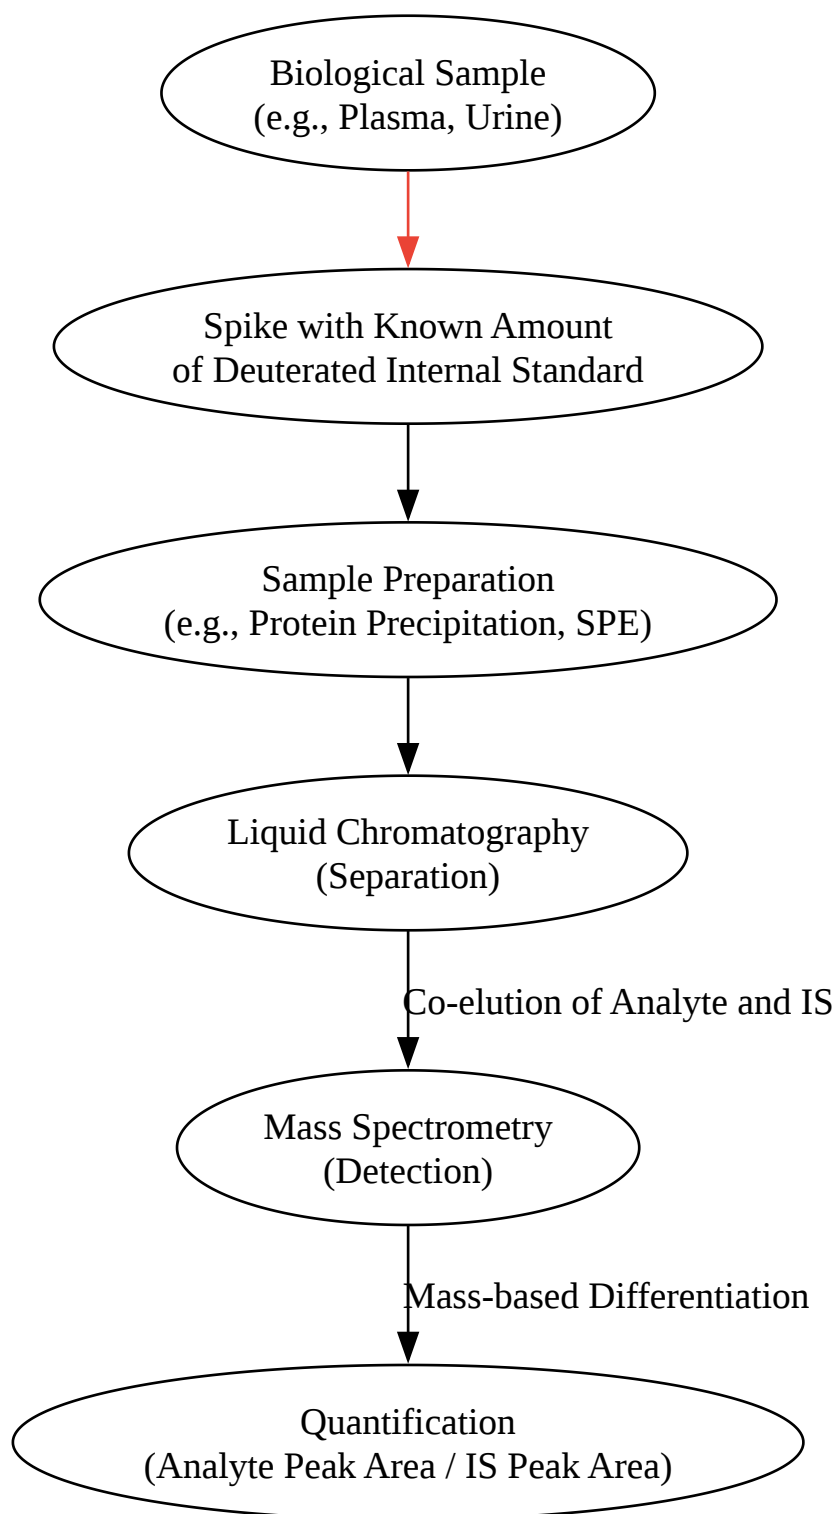 Biological Sample
(e.g., Plasma, Urine)
Spike with Known Amount
of Deuterated Internal Standard
Sample Preparation
(e.g., Protein Precipitation, SPE)
Liquid Chromatography
(Separation)
Co-elution of Analyte and IS
Mass Spectrometry
(Detection)
Mass-based Differentiation
Quantification
(Analyte Peak Area / IS Peak Area)